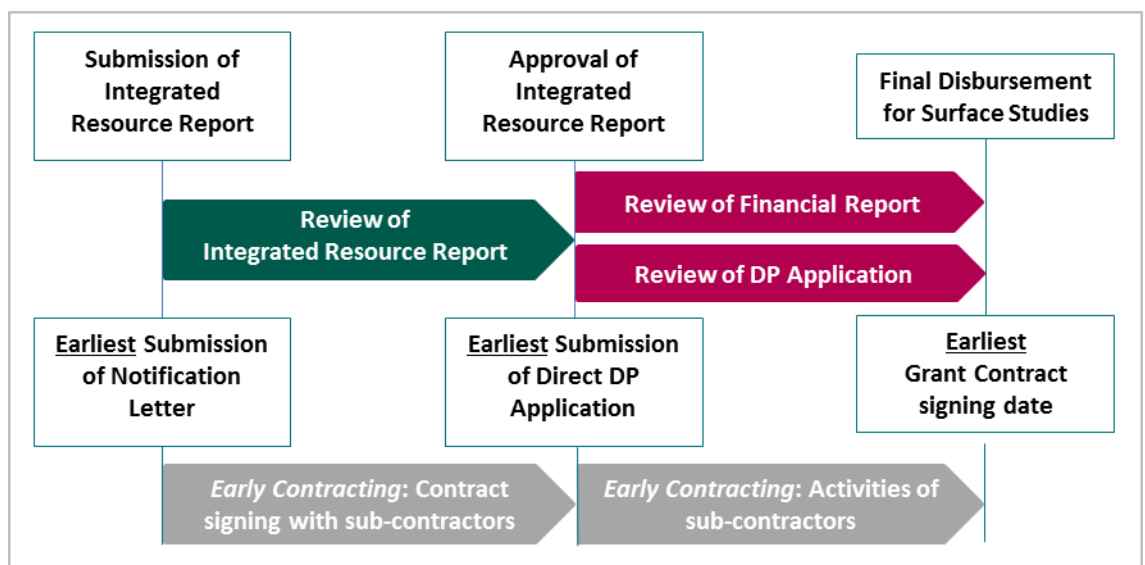 Submission of
Integrated
Resource Report
Approval of
Integrated
Resource Report
Final Disbursement
for Surface Studies
Review of
Integrated Resource Report
Review of Financial Report
Review of DP Application
Earliest Submission
of Notification
Letter
Earliest Submission
of Direct DP
Application
Earliest
Grant Contract
signing date
Early Contracting: Contract
signing with sub-contractors
Early Contracting: Activities of
sub-contractors